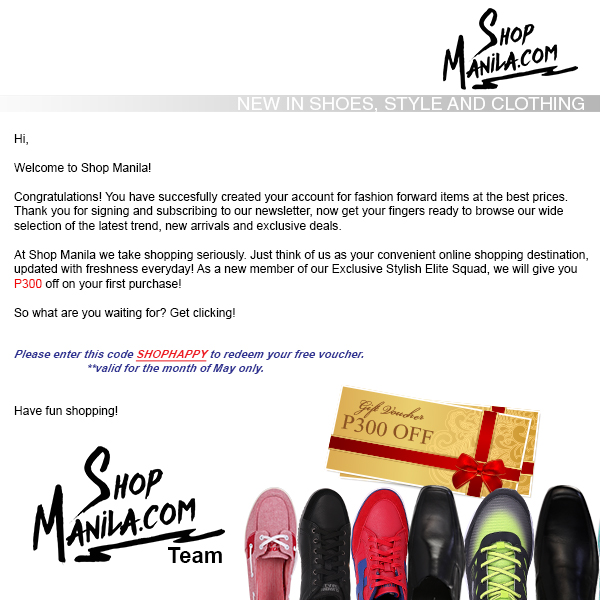 SHOP
MANILA.COM
NEW IN SHOES, STYLE AND CLOTHING
Hi,
Welcome to Shop Manila!
Congratulations! You have succesfully created your account for fashion forward items at the best prices.
Thank you for signing and subscribing to our newsletter, now get your fingers ready to browse our wide
selection of the latest trend, new arrivals and exclusive deals.
At Shop Manila we take shopping seriously. Just think of us as your convenient online shopping destination,
updated with freshness everyday! As a new member of our Exclusive Stylish Elite Squad, we will give you
P300 off on your first purchase!
So what are you waiting for? Get clicking!
Please enter this code SHOPHAPPY to redeem your free voucher.
**valid for the month of May only.
Have fun shopping!
Gift Voucher
P300 OFF
SHOP
MANILA.COM
Team